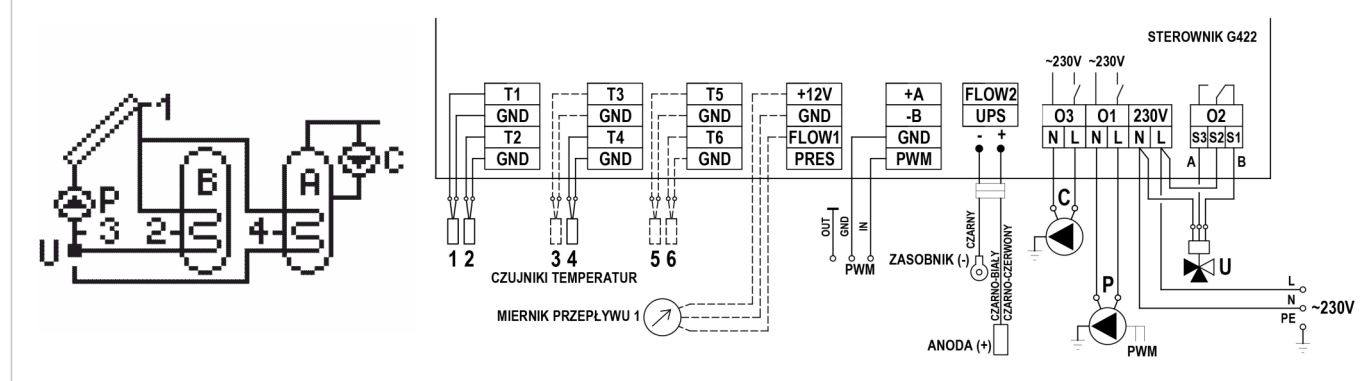 1
B
A
C
P
3
2
4
U
STEROWNIK G422
~230V ~230V
T1
GND
T2
GND
T3
GND
T4
GND
T5
GND
T6
GND
+12V
GND
FLOW1
PRES
+A
-B
GND
PWM
FLOW2
UPS
- +
O3 O1 230V
N L N L N L
O2
S3 S2 S1
A B
1 2 3 4 5 6
CZUJNIKI TEMPERATUR
MIERNIK PRZEPŁYWU 1
OUT
GND
IN
PWM
CZARNY
ZASOBNIK (-)
CZARNO-BIAŁY
CZARNO-CZERWONY
ANODA (+)
C
P
PWM
U
L
N
PE
~230V